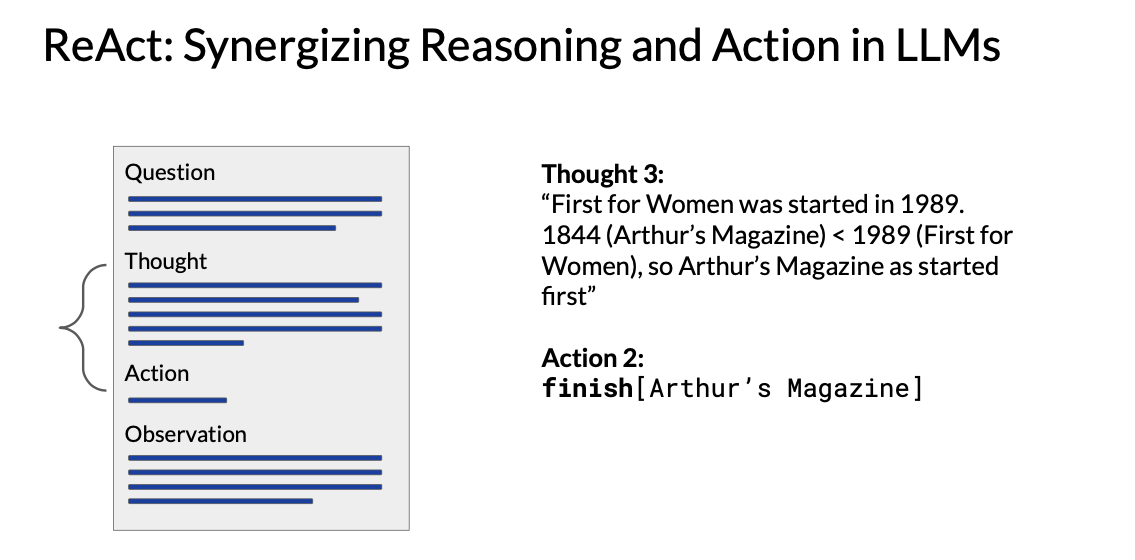 ReAct: Synergizing Reasoning and Action in LLMs
Question
Thought
Action
Observation
Thought 3:
“First for Women was started in 1989.
1844 (Arthur’s Magazine) < 1989 (First for
Women), so Arthur’s Magazine as started
first”
Action 2:
finish[Arthur’s Magazine]